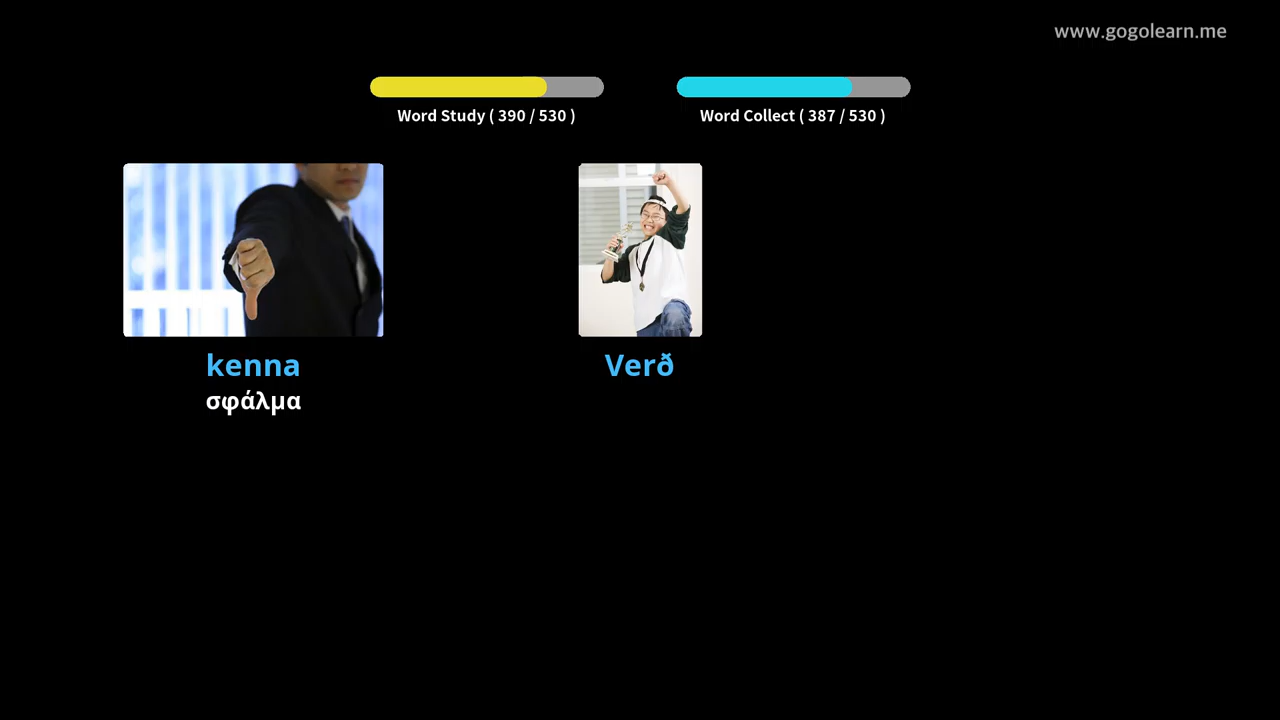 www.gogolearn.me
Word Study ( 390 / 530 )
Word Collect ( 387 / 530 )
kenna
σφάλμα
Verð